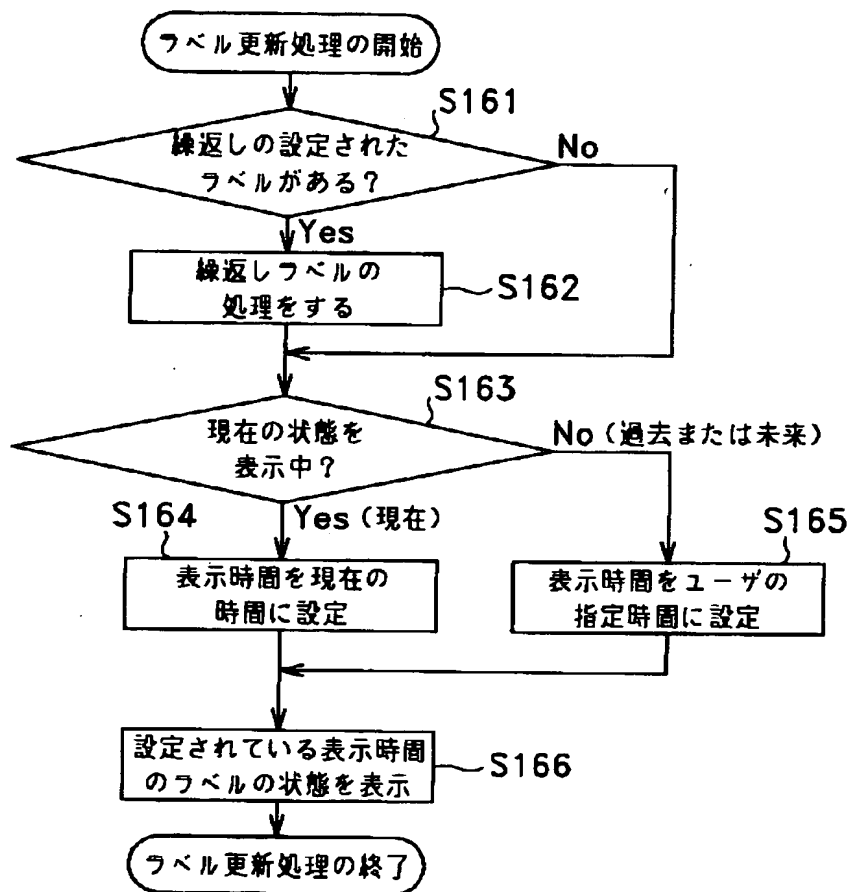 ラベル更新処理の開始
S161
繰返しの設定された
ラベルがある？
No
Yes
繰返しラベルの
処理をする
S162
S163
現在の状態を
表示中？
No（過去または未来）
S164
Yes（現在）
S165
表示時間を現在の
時間に設定
表示時間をユーザの
指定時間に設定
設定されている表示時間
のラベルの状態を表示
S166
ラベル更新処理の終了